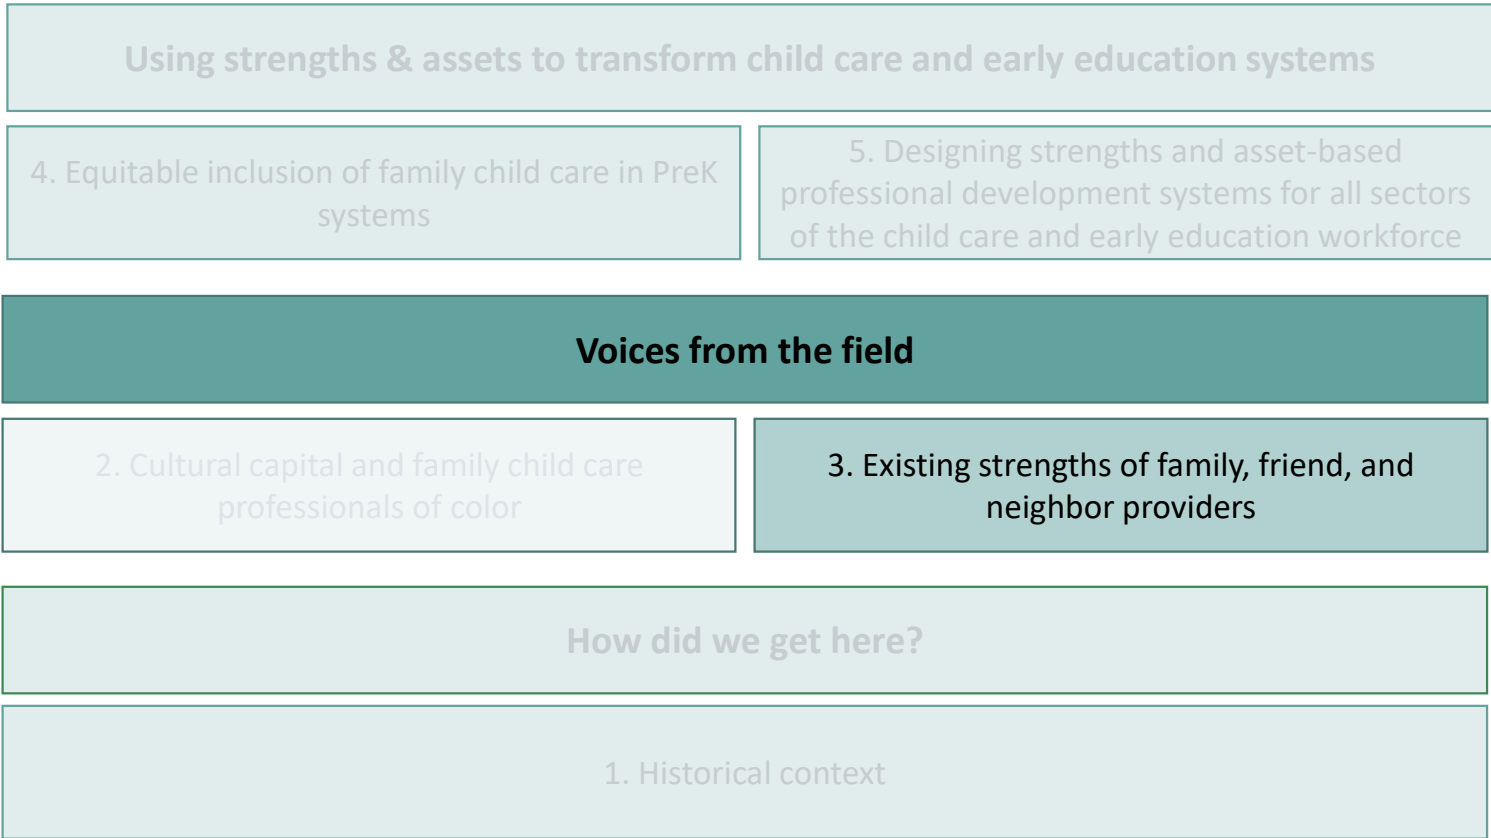 Using strengths & assets to transform child care and early education systems
4. Equitable inclusion of family child care in PreK
systems
5. Designing strengths and asset-based
professional development systems for all sectors
of the child care and early education workforce
Voices from the field
2. Cultural capital and family child care
professionals of color
3. Existing strengths of family, friend, and
neighbor providers
How did we get here?
1. Historical context